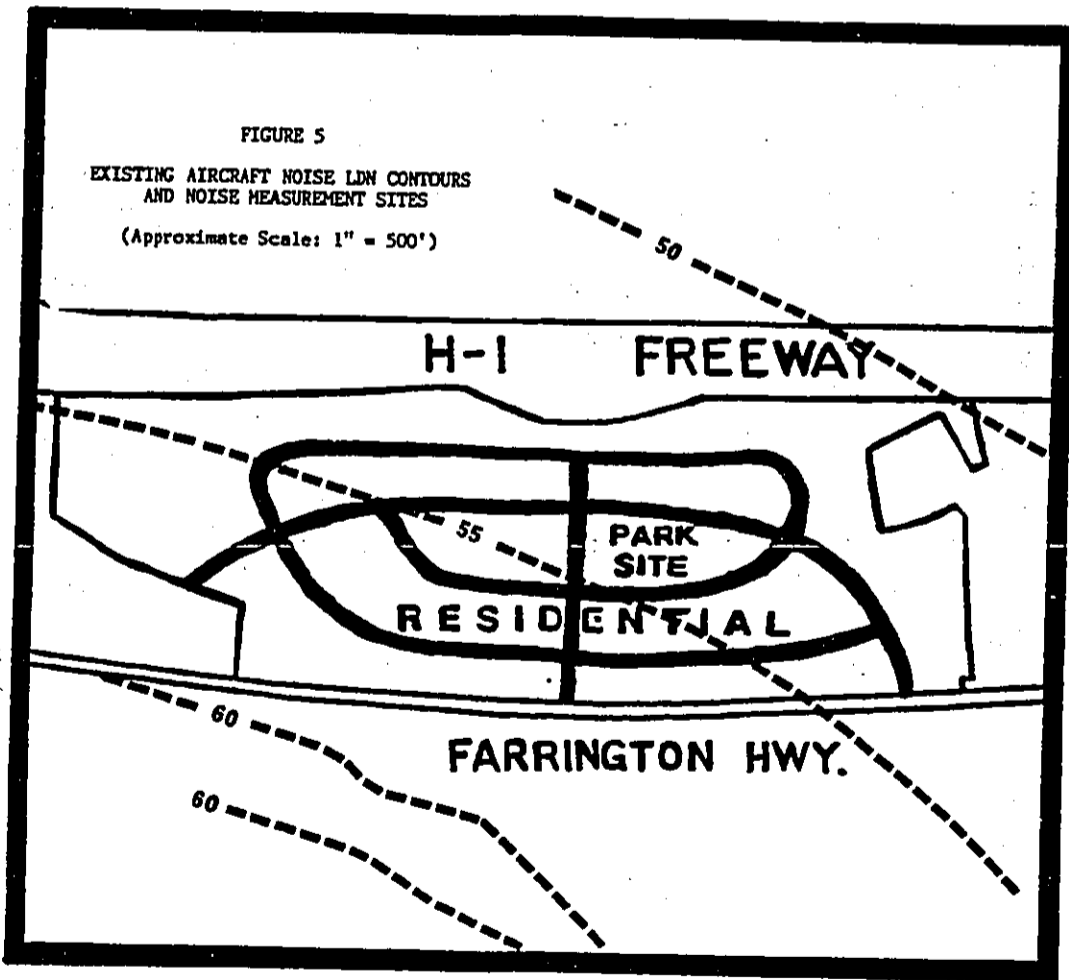 FIGURE 5
EXISTING AIRCRAFT NOISE LDN CONTOURS
AND NOISE MEASUREMENT SITES
(Approximate Scale: 1" = 500')
50
H-1 FREEWAY
55
PARK
SITE
RESIDENTIAL
60
FARRINGTON HWY.
60